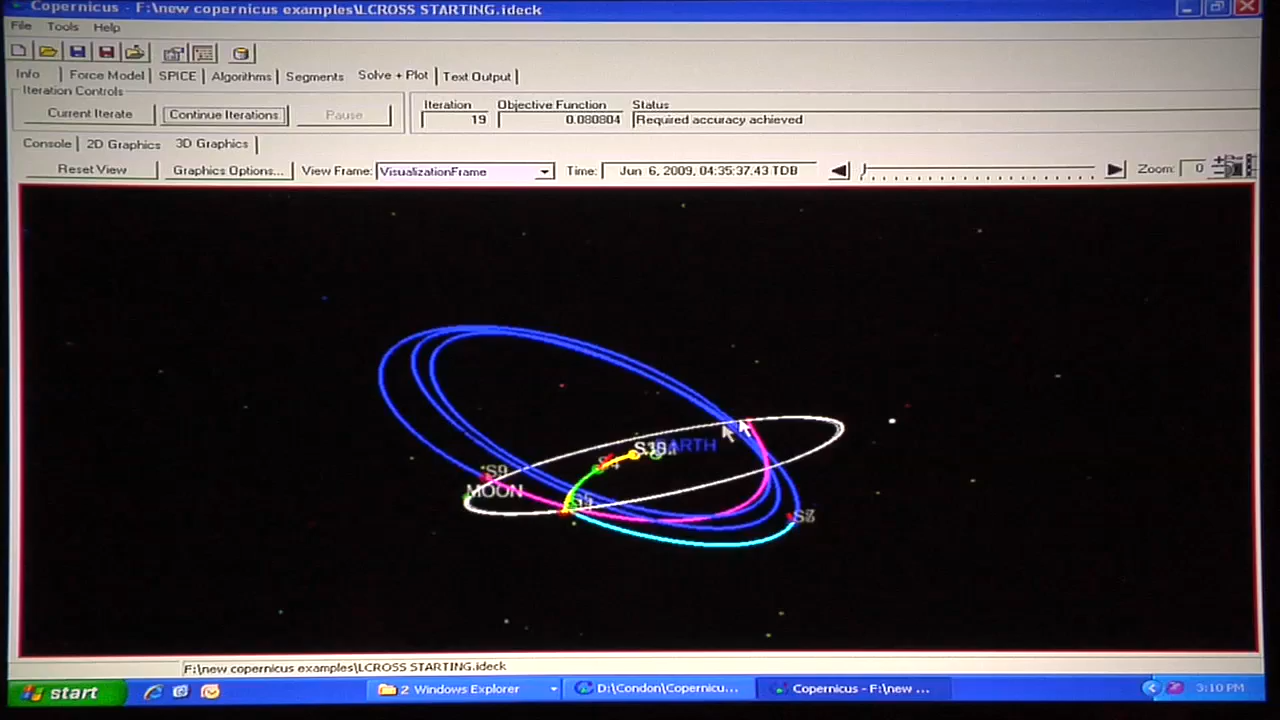 Copernicus - F:\new copernicus examples\LCROSS STARTING.ideck
File Tools Help
Info Force Model SPICE Algorithms Segments Solve + Plot Text Output
Iteration Controls
Current Iterate Continue Iterations Pause
Iteration Objective Function Status
19 0.080804 Required accuracy achieved
Console 2D Graphics 3D Graphics
Reset View Graphics Options... View Frame: VisualizationFrame Time: Jun 6, 2009, 04:35:37.43 TDB Zoom: 0
EARTH
S9
MOON
F:\new copernicus examples\LCROSS STARTING.ideck
start 2 Windows Explorer D:\Condon\Copernicu... Copernicus - F:\new ... 3:10 PM